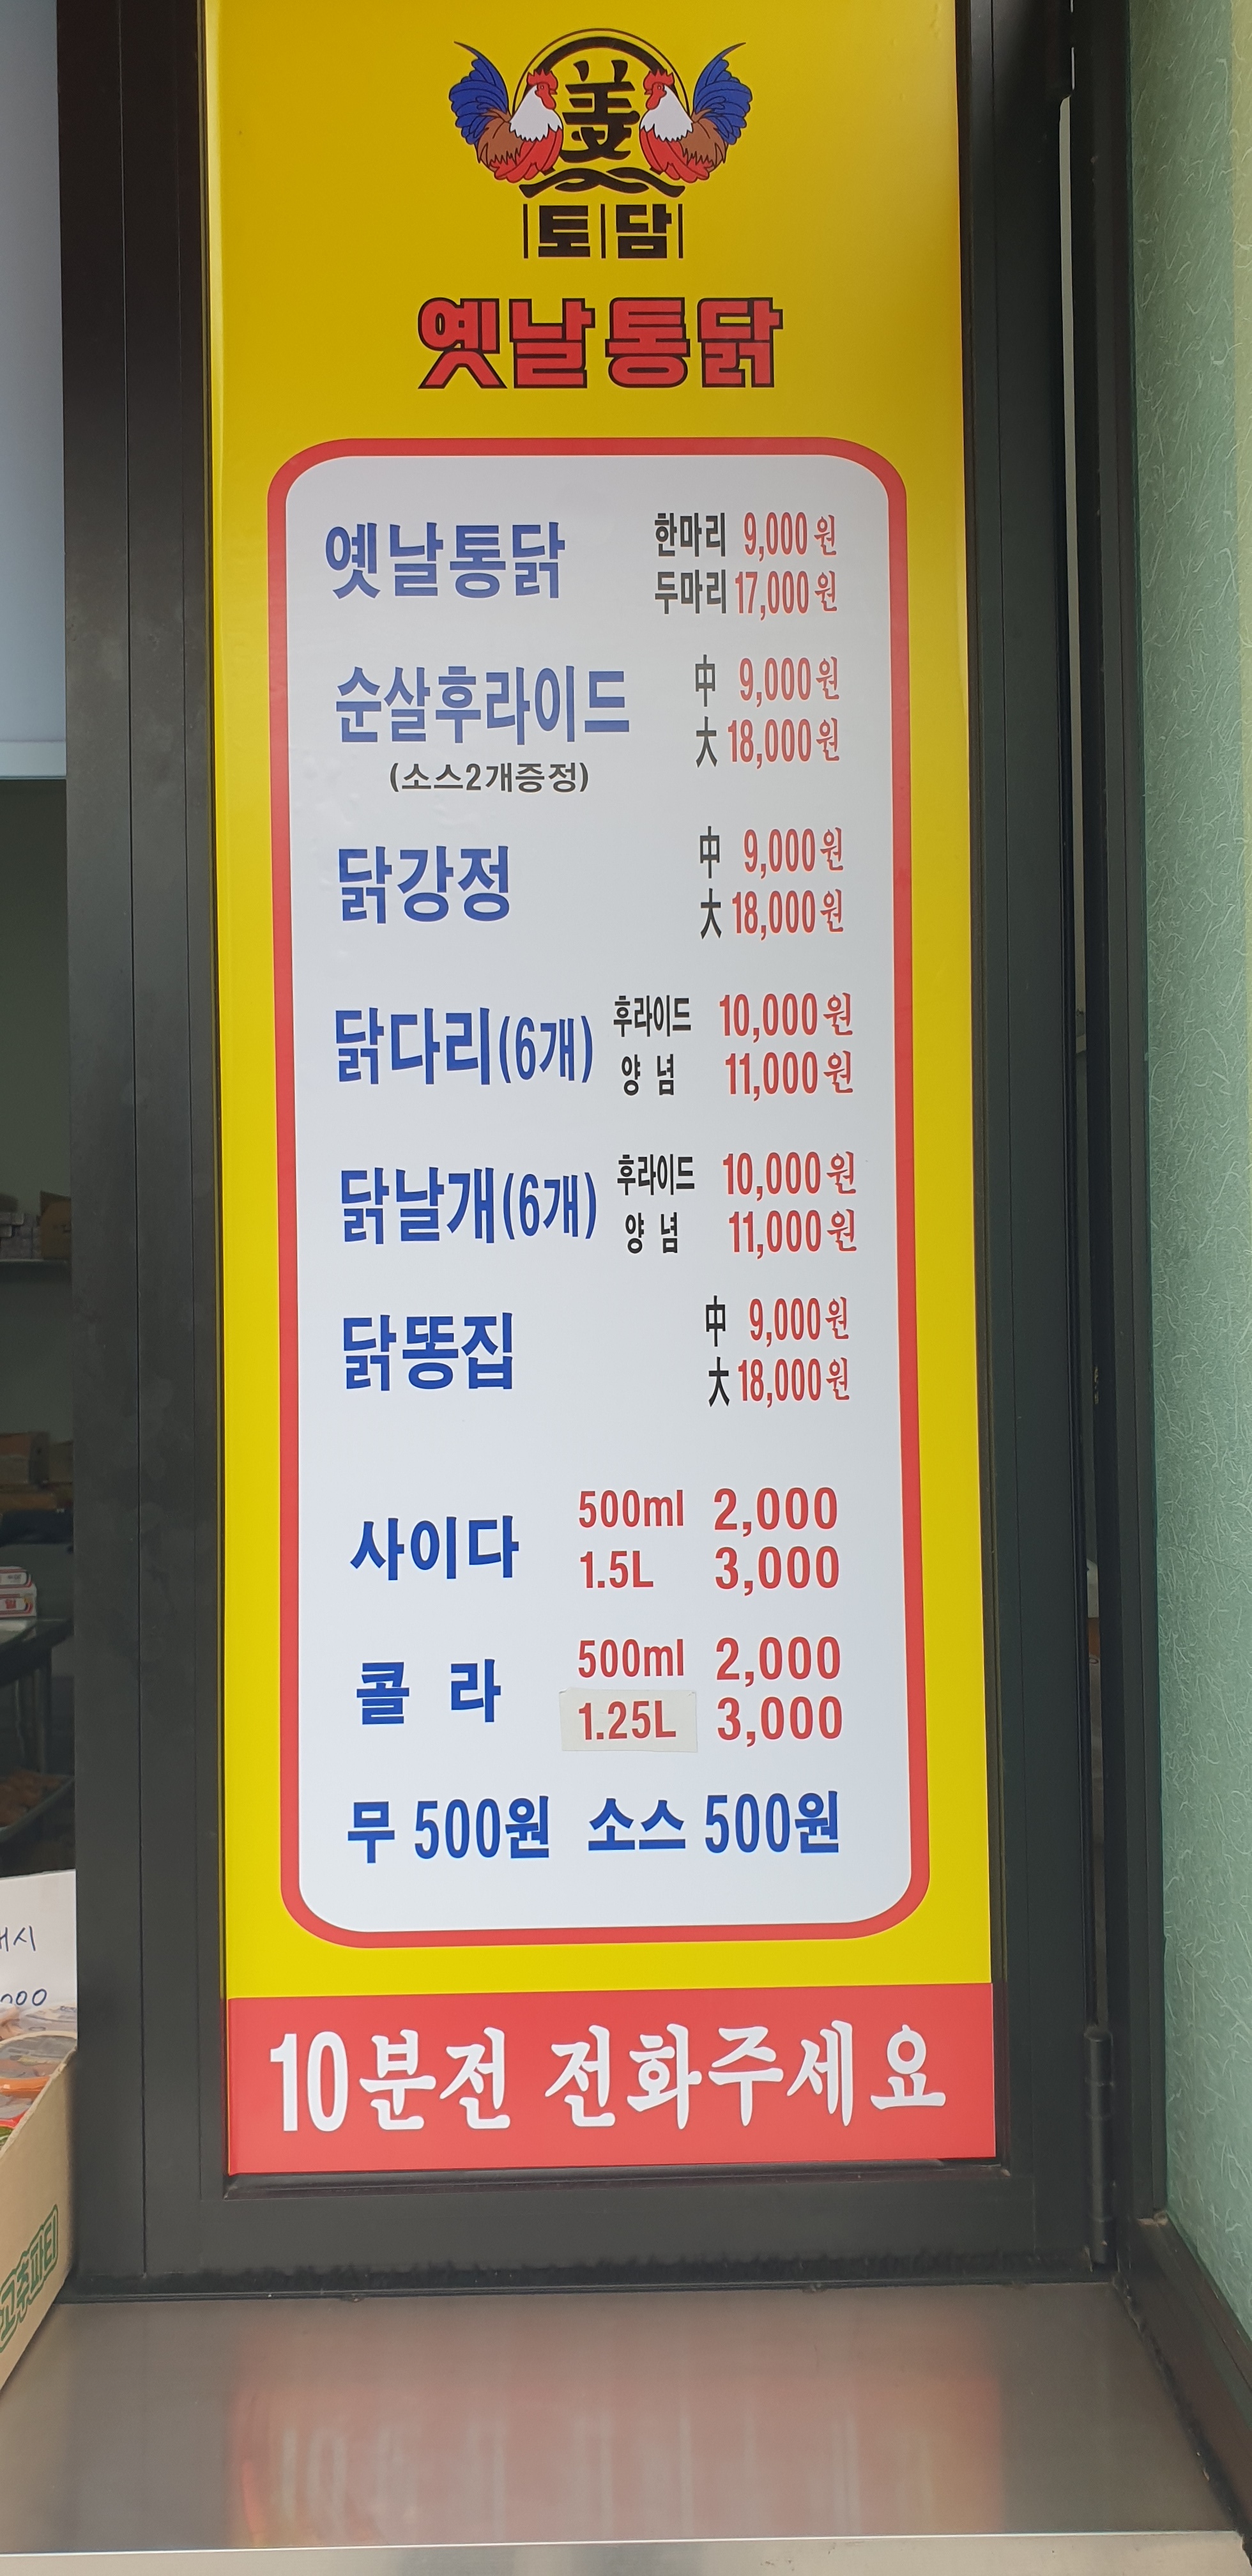 美
토담
옛날통닭
옛날통닭 한마리 9,000원
두마리 17,000원
순살후라이드 中 9,000원
大 18,000원
(소스2개증정)
닭강정 中 9,000원
大 18,000원
닭다리(6개) 후라이드 10,000원
양념 11,000원
닭날개(6개) 후라이드 10,000원
양념 11,000원
닭똥집 中 9,000원
大 18,000원
사이다 500ml 2,000
1.5L 3,000
콜라 500ml 2,000
1.25L 3,000
무 500원 소스 500원
10분전 전화주세요
고추파티